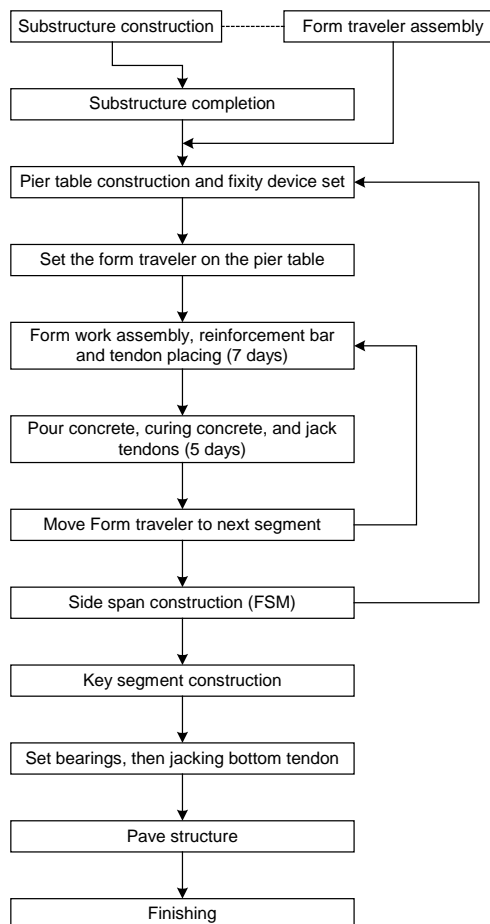 Substructure construction
Form traveler assembly
Substructure completion
Pier table construction and fixity device set
Set the form traveler on the pier table
Form work assembly, reinforcement bar
and tendon placing (7 days)
Pour concrete, curing concrete, and jack
tendons (5 days)
Move Form traveler to next segment
Side span construction (FSM)
Key segment construction
Set bearings, then jacking bottom tendon
Pave structure
Finishing